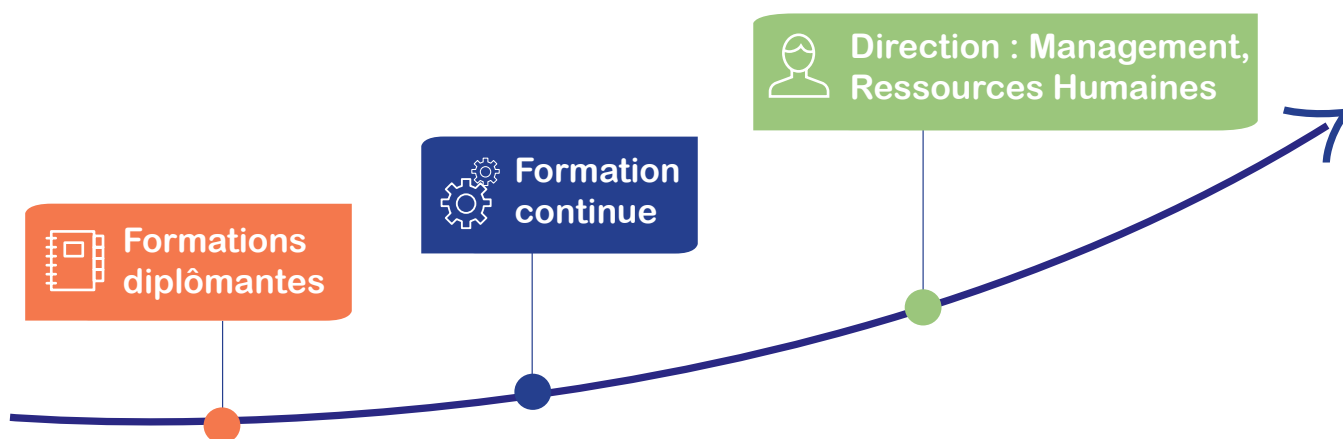 Formations
diplômantes
Formation
continue
Direction : Management,
Ressources Humaines